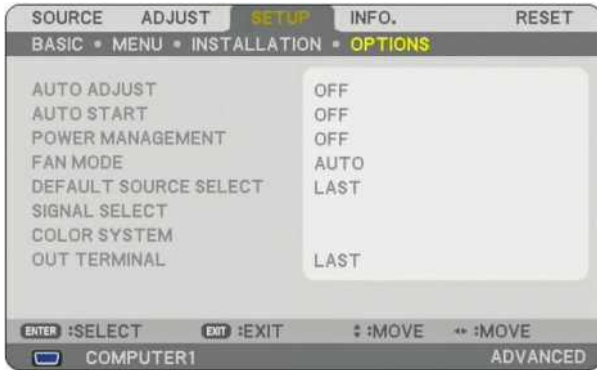 SOURCE ADJUST SETUP INFO. RESET
BASIC • MENU • INSTALLATION • OPTIONS
AUTO ADJUST OFF
AUTO START OFF
POWER MANAGEMENT OFF
FAN MODE AUTO
DEFAULT SOURCE SELECT LAST
SIGNAL SELECT
COLOR SYSTEM
OUT TERMINAL LAST
ENTER :SELECT EXIT :EXIT :MOVE :MOVE
COMPUTER1 ADVANCED